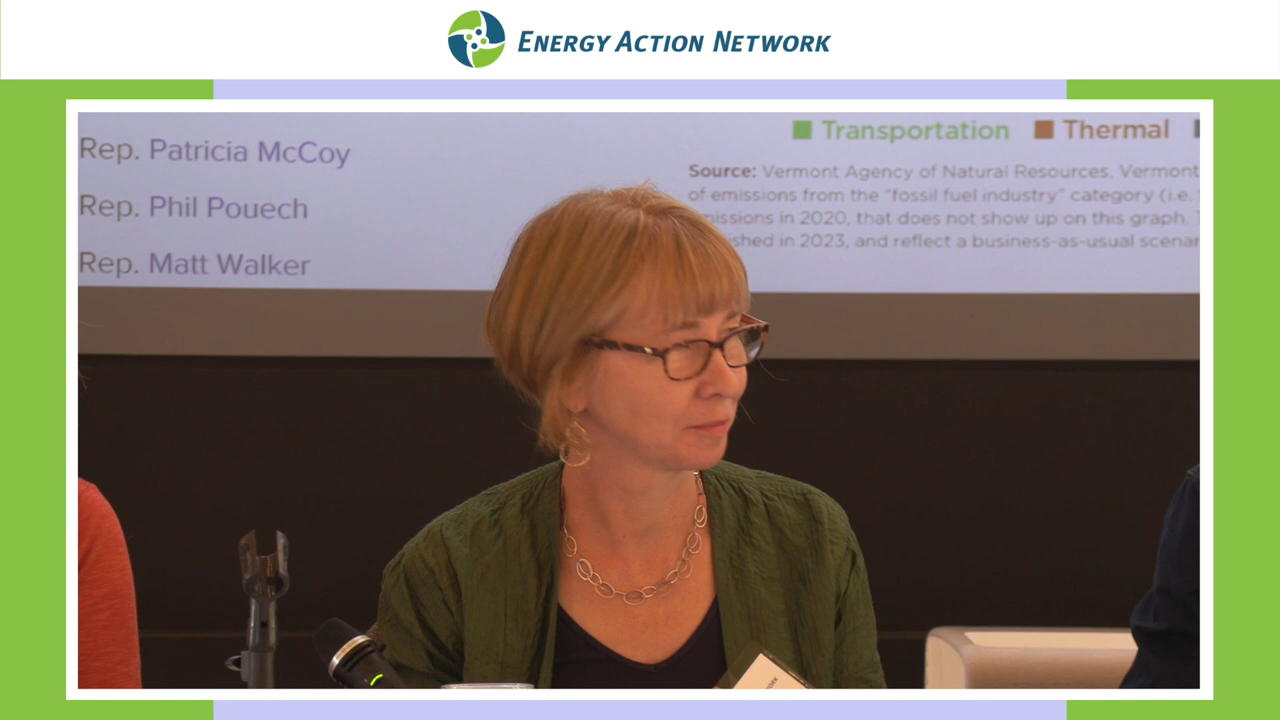 ENERGY ACTION NETWORK
Rep. Patricia McCoy
Rep. Phil Pouech
Rep. Matt Walker
Transportation Thermal
Source: Vermont Agency of Natural Resources, Vermont
of emissions from the "fossil fuel industry" category (i.e.
missions in 2020, that does not show up on this graph.
shed in 2023, and reflect a business-as-usual scenar